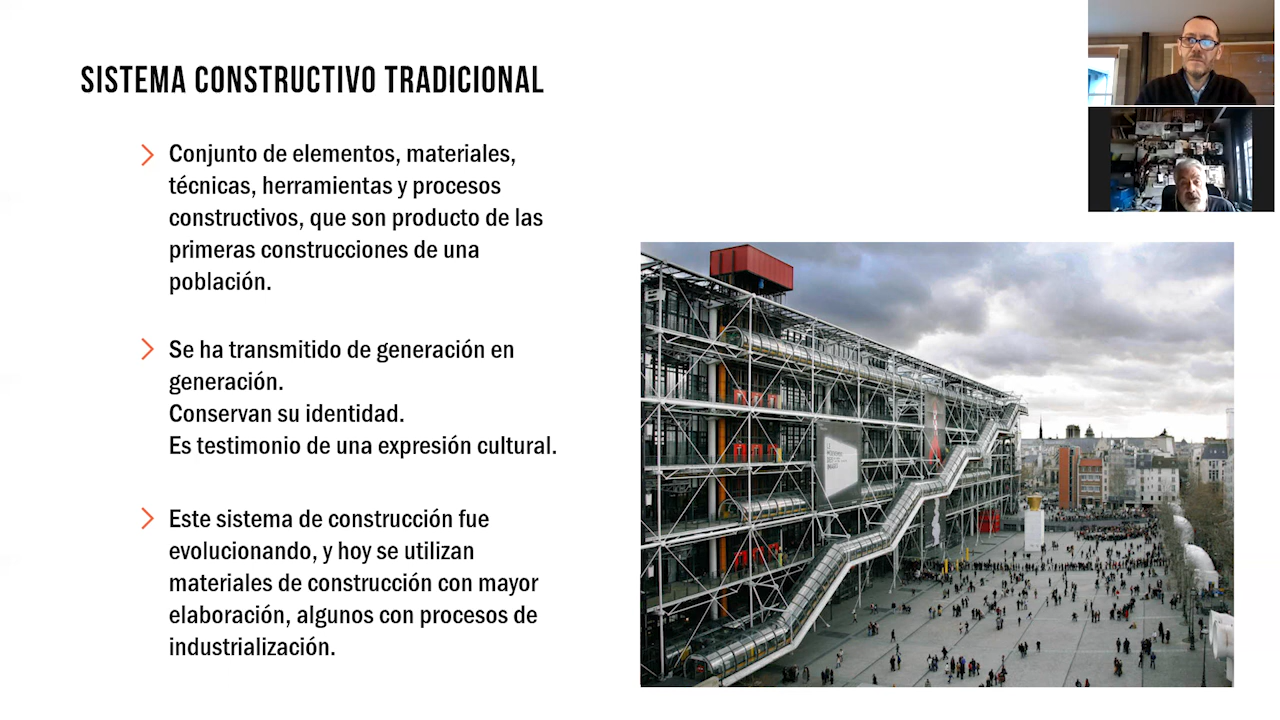 SISTEMA CONSTRUCTIVO TRADICIONAL
Conjunto de elementos, materiales,
técnicas, herramientas y procesos
constructivos, que son producto de las
primeras construcciones de una
población.
Se ha transmitido de generación en
generación.
Conservan su identidad.
Es testimonio de una expresión cultural.
Este sistema de construcción fue
evolucionando, y hoy se utilizan
materiales de construcción con mayor
elaboración, algunos con procesos de
industrialización.